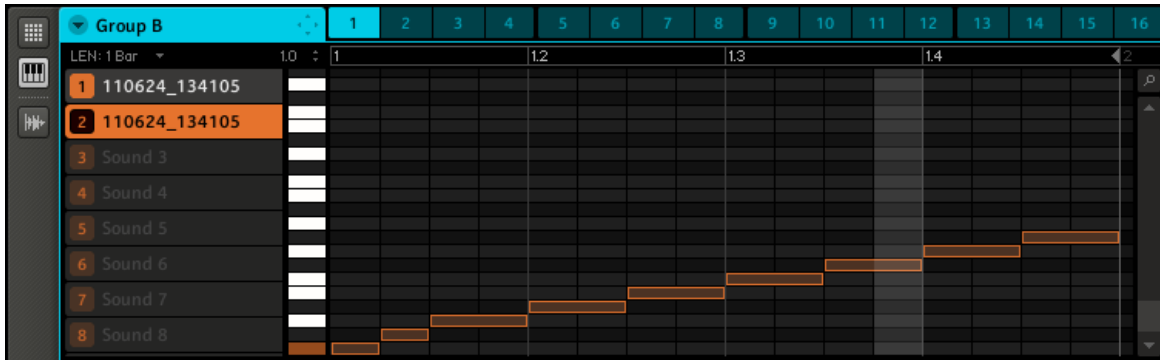 Group B 1 2 3 4 5 6 7 8 9 10 11 12 13 14 15 16
LEN: 1 Bar 1.0 1 1.2 1.3 1.4 2
1 110624_134105
2 110624_134105
3 Sound 3
4 Sound 4
5 Sound 5
6 Sound 6
7 Sound 7
8 Sound 8